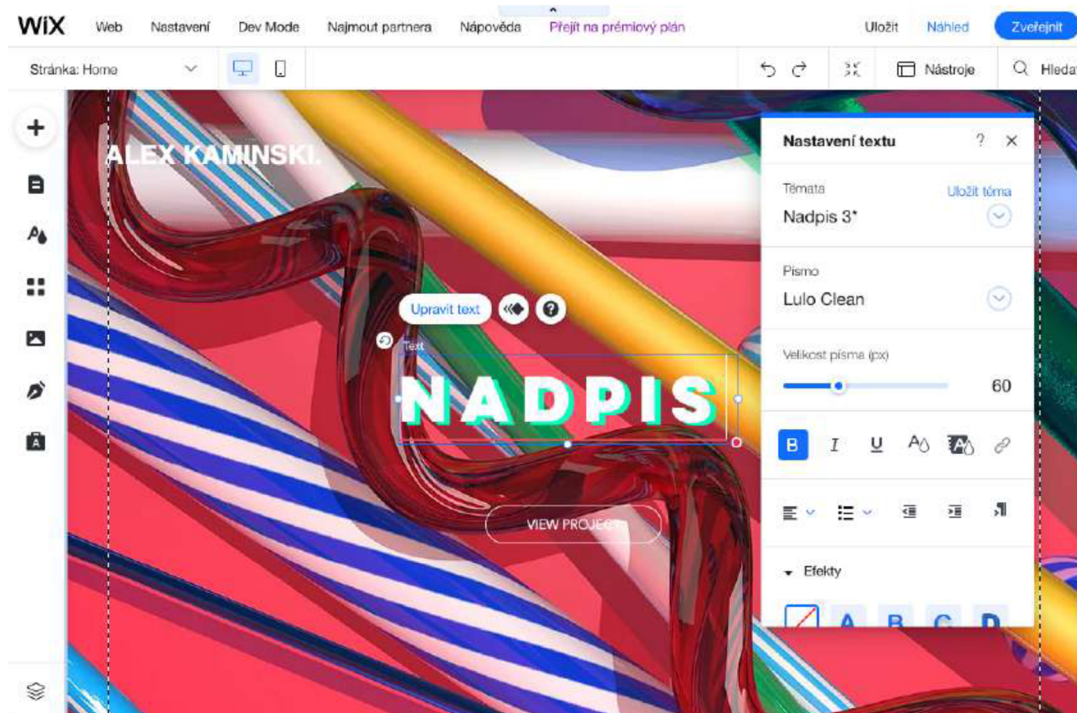 WiX Web Nastavení Dev Mode Najmout partnera Nápověda Přejít na prémiový plán Uložit Náhled Zveřejnit
Stránka: Home Nástroje Hledat
ALEX KAMINSKI.
Nastavení textu ? ×
Témata Uložit téma
Nadpis 3*
Písmo
Lulo Clean
Upravit text ?
Text
Velikost písma (px)
60
NADPIS
B I U A A
VIEW PROJECT
Efekty
A B C D